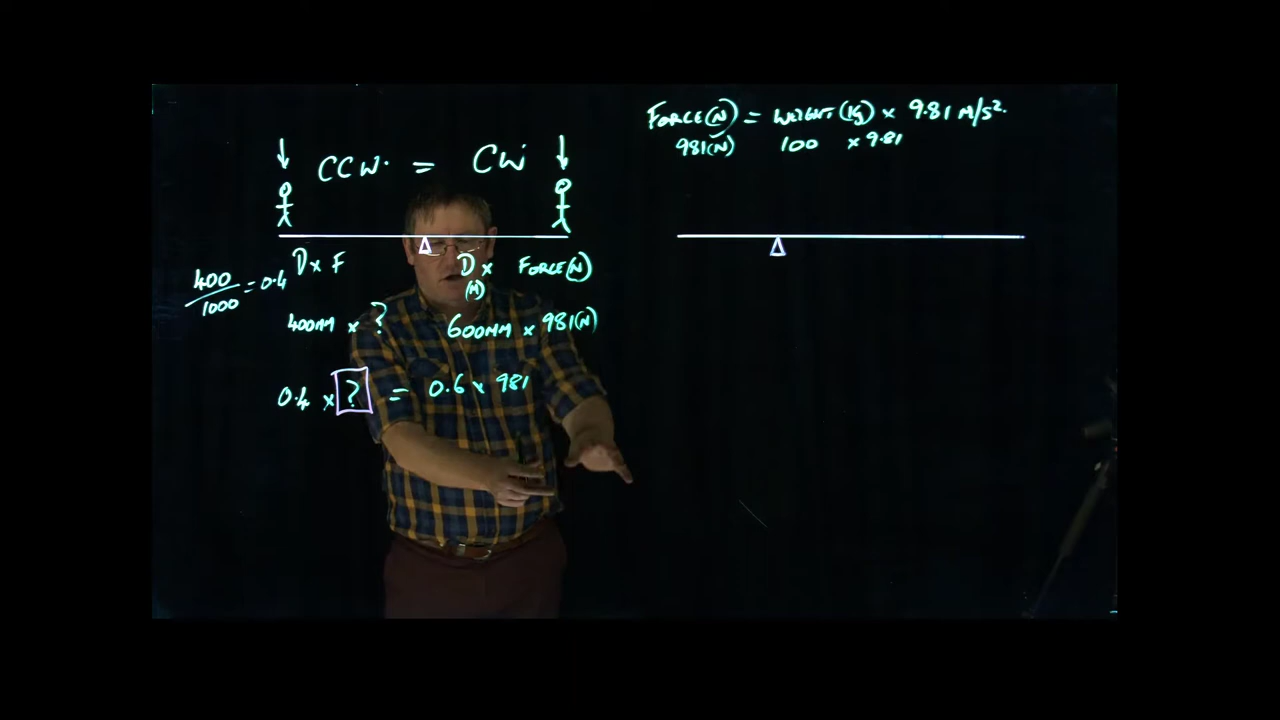 FORCE(N) = WEIGHT(kg) × 9.81 M/s².
981(N) 100 × 9.81
CCW. = CW
D × F D × FORCE(N)
(M)
400
1000
= 0.4
400MM × ? 600MM × 981(N)
0.4 × ? = 0.6 × 981